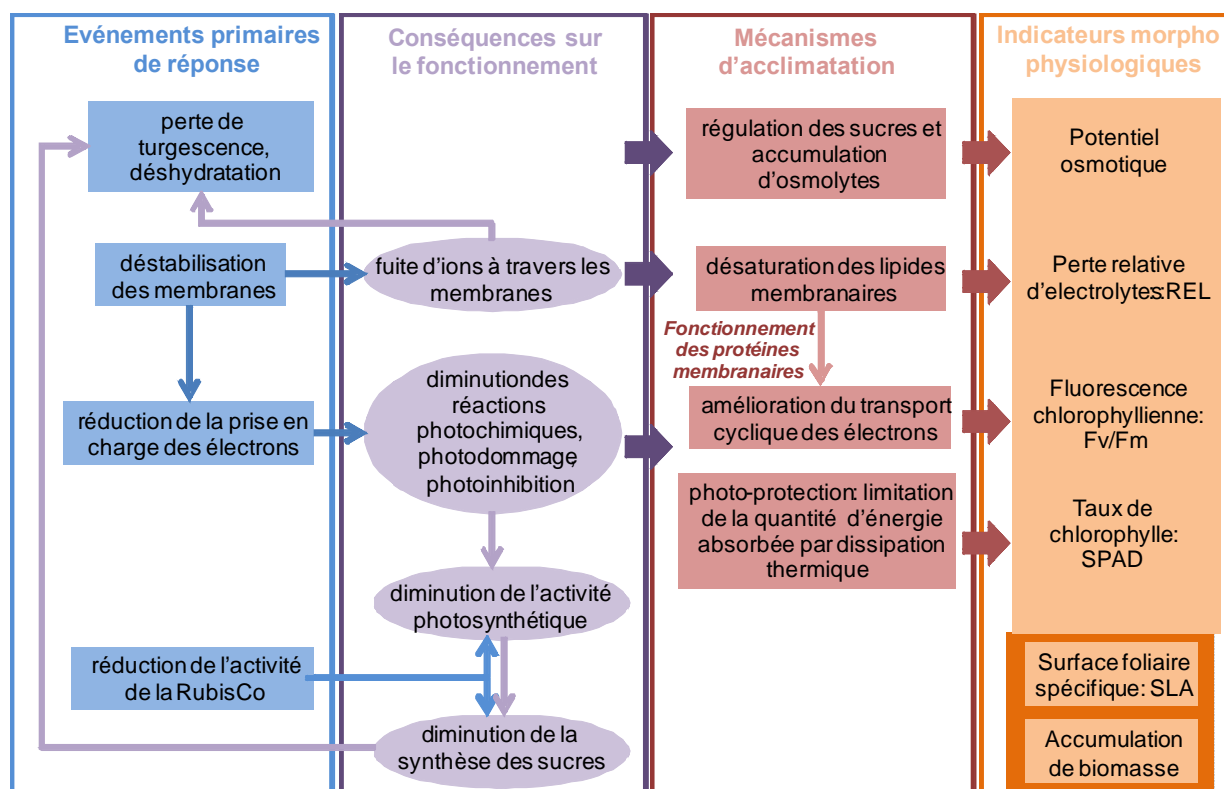 Evénements primaires
de réponse
perte de
turgescence,
déshydratation
déstabilisation
des membranes
réduction de la prise en
charge des électrons
réduction de l'activité
de la RubisCo
Conséquences sur
le fonctionnement
fuite d'ions à travers les
membranes
diminutiondes
réactions
photochimiques,
photodommage,
photoinhibition
diminution de l'activité
photosynthétique
diminution de la
synthèse des sucres
Mécanismes
d'acclimatation
régulation des sucres et
accumulation
d'osmolytes
désaturation des lipides
membranaires
Fonctionnement
des protéines
membranaires
amélioration du transport
cyclique des électrons
photo-protection: limitation
de la quantité d'énergie
absorbée par dissipation
thermique
Indicateurs morpho
physiologiques
Potentiel
osmotique
Perte relative
d'electrolytes:REL
Fluorescence
chlorophyllienne:
Fv/Fm
Taux de
chlorophylle:
SPAD
Surface foliaire
spécifique: SLA
Accumulation
de biomasse